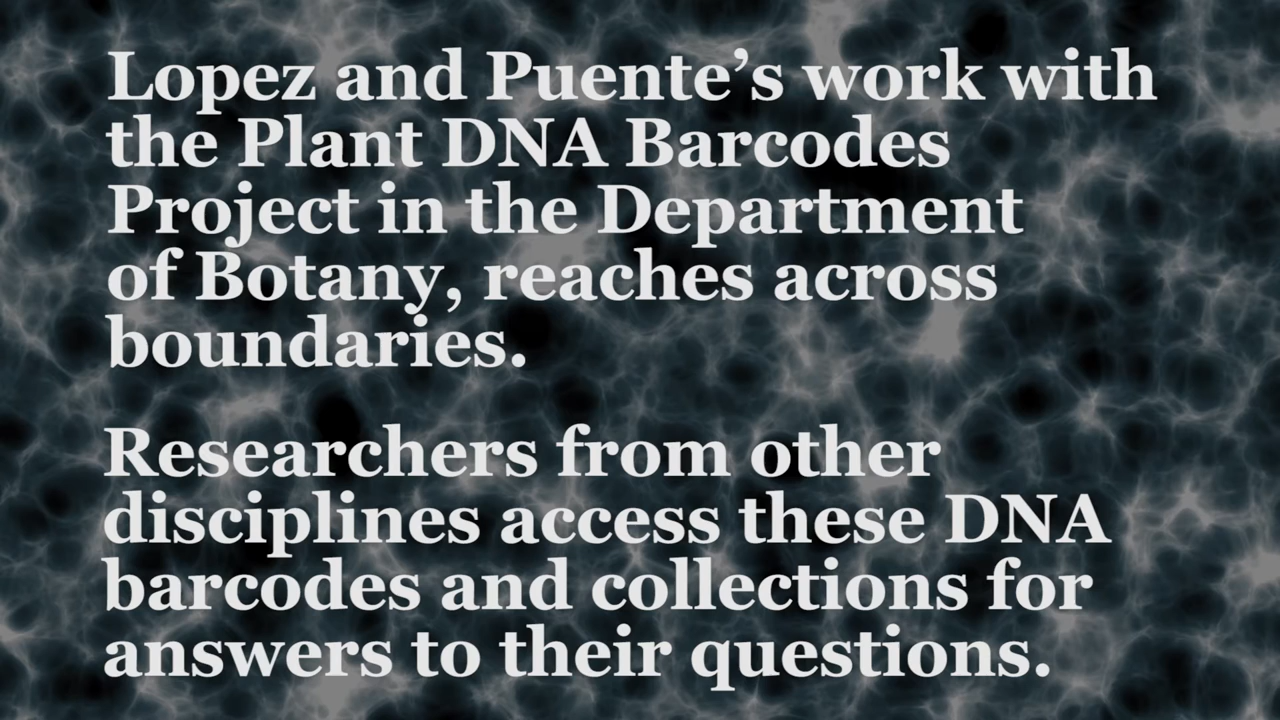 Lopez and Puente’s work with
the Plant DNA Barcodes
Project in the Department
of Botany, reaches across
boundaries.
Researchers from other
disciplines access these DNA
barcodes and collections for
answers to their questions.